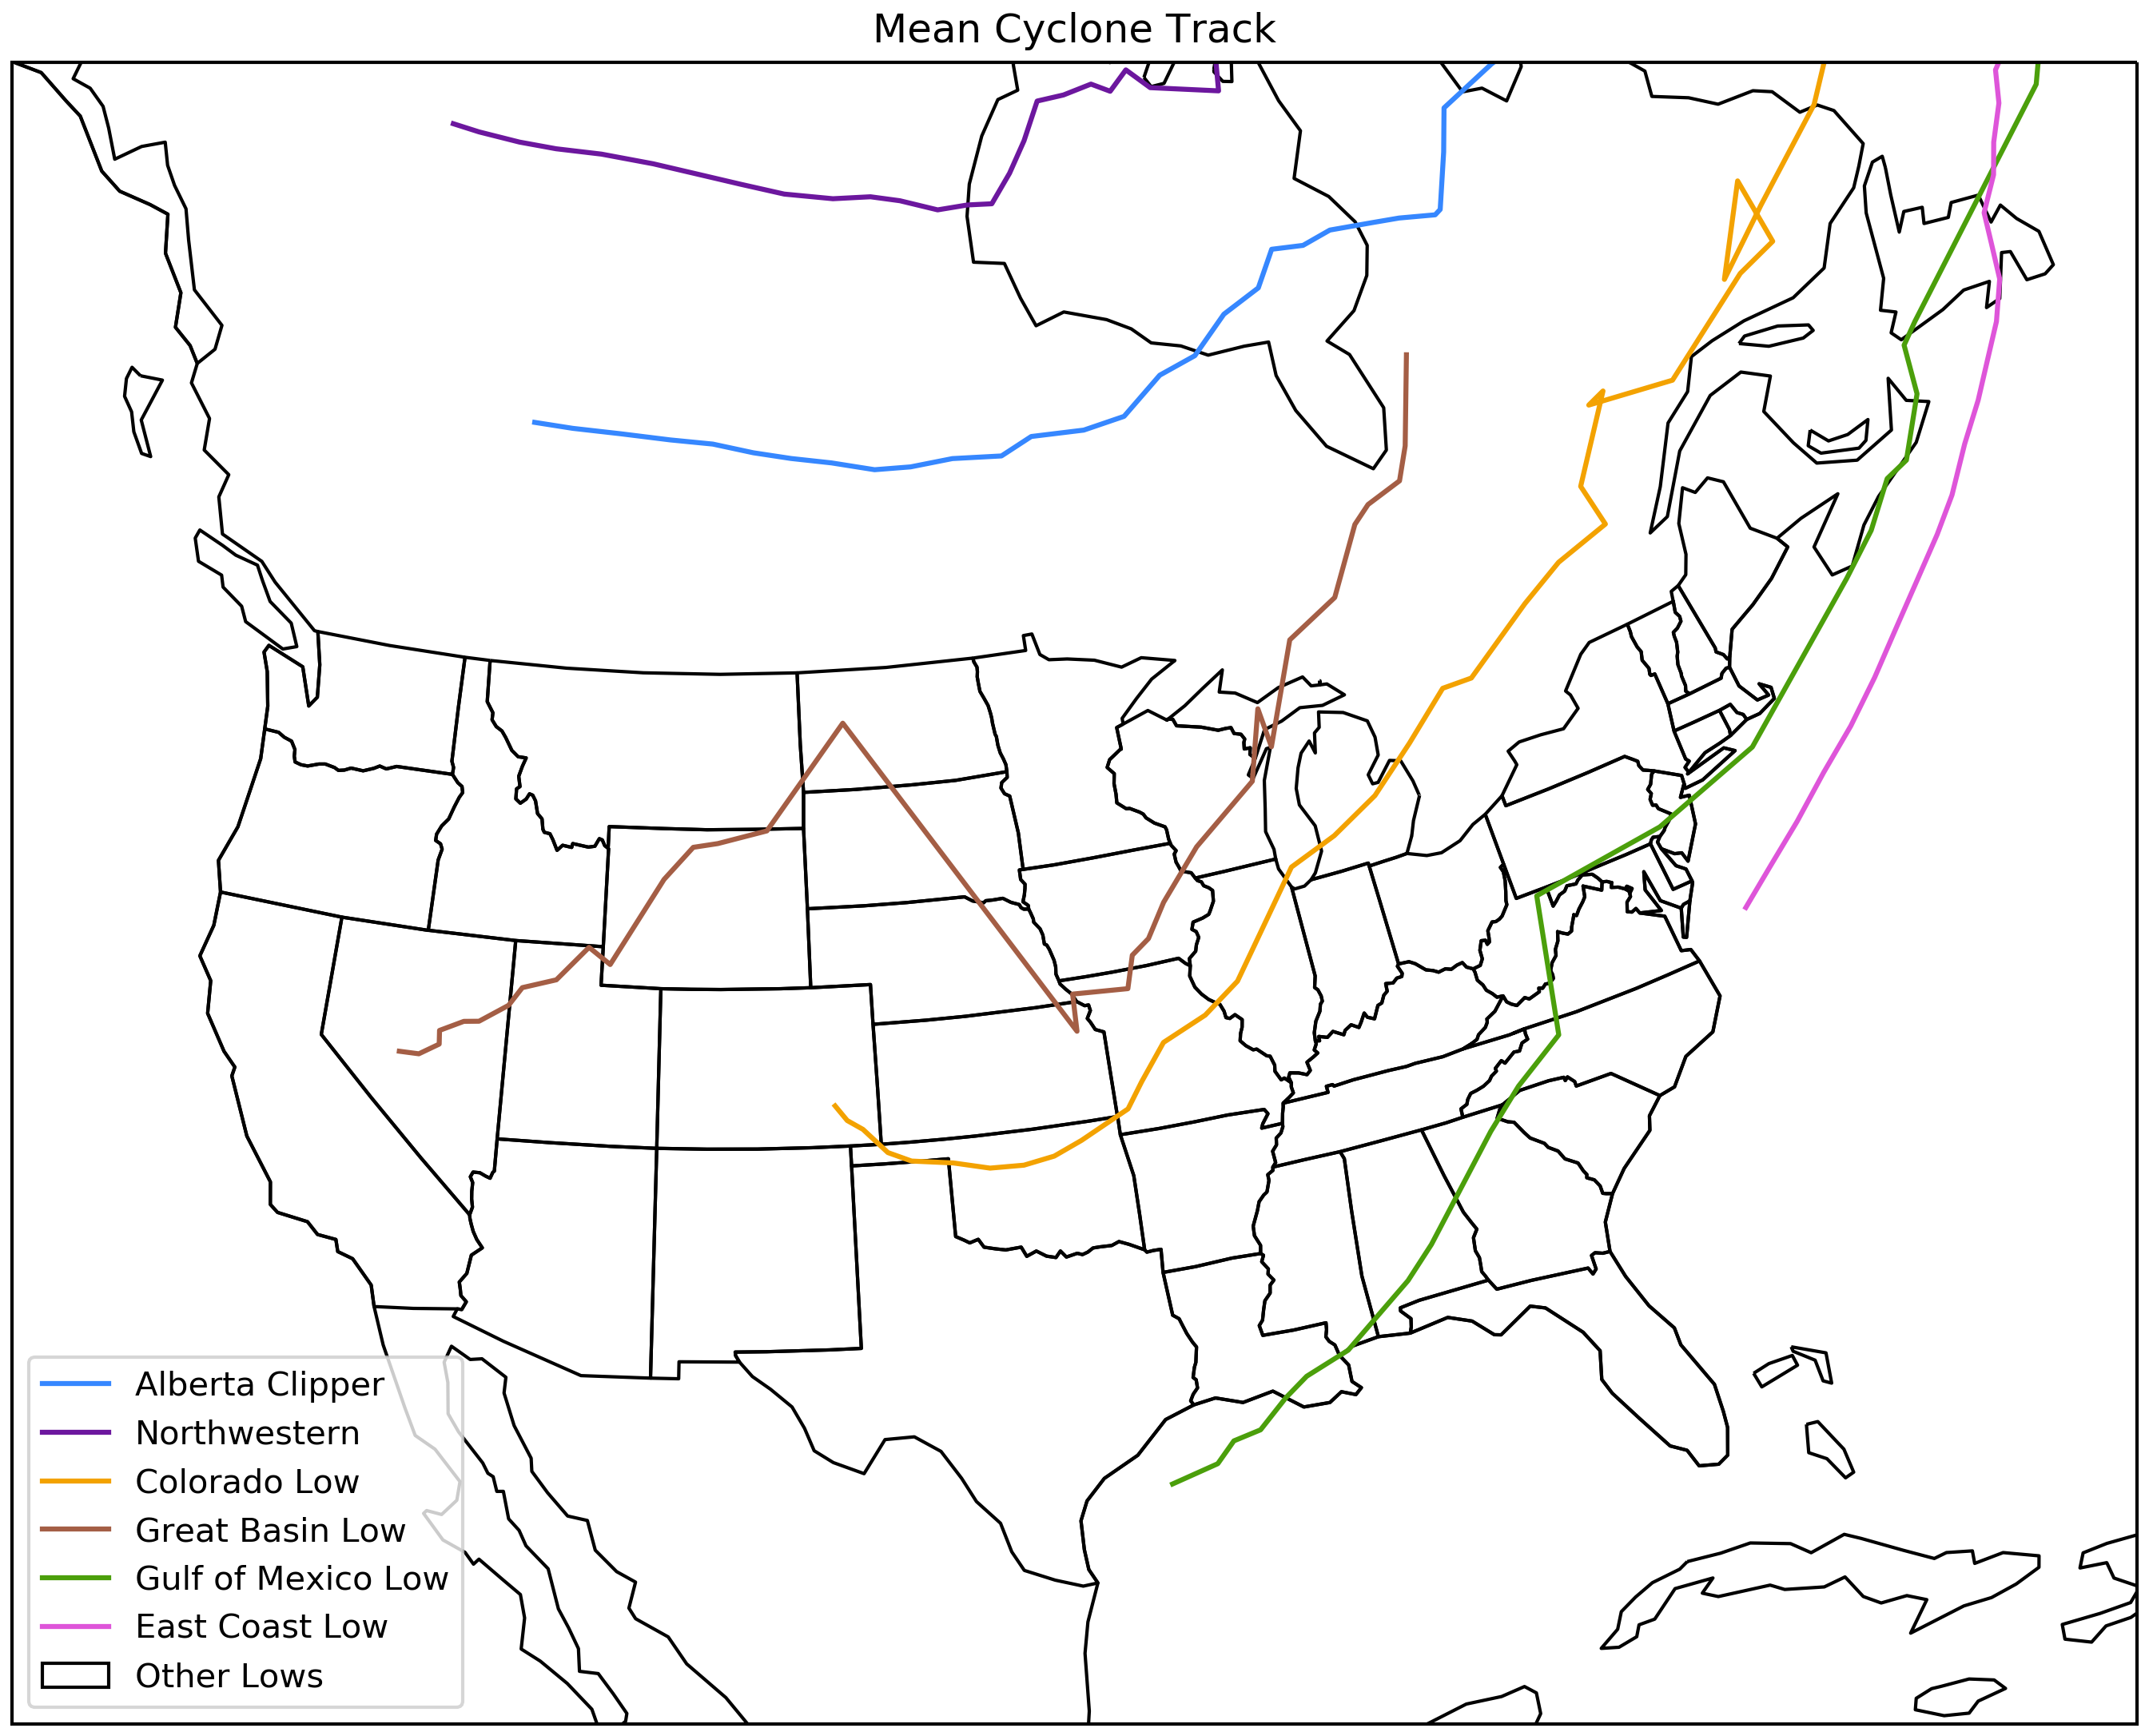 Mean Cyclone Track
Alberta Clipper
Northwestern
Colorado Low
Great Basin Low
Gulf of Mexico Low
East Coast Low
Other Lows